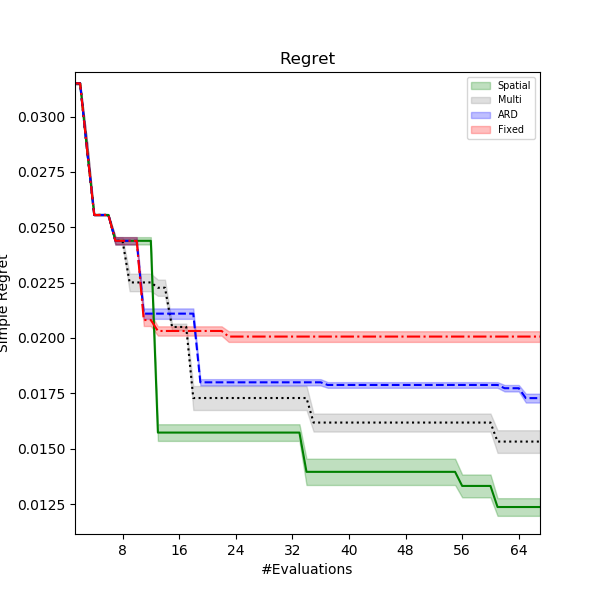 Regret
Spatial
Multi
ARD
Fixed
0.0300
0.0275
0.0250
0.0225
0.0200
0.0175
0.0150
0.0125
Simple Regret
8 16 24 32 40 48 56 64
#Evaluations